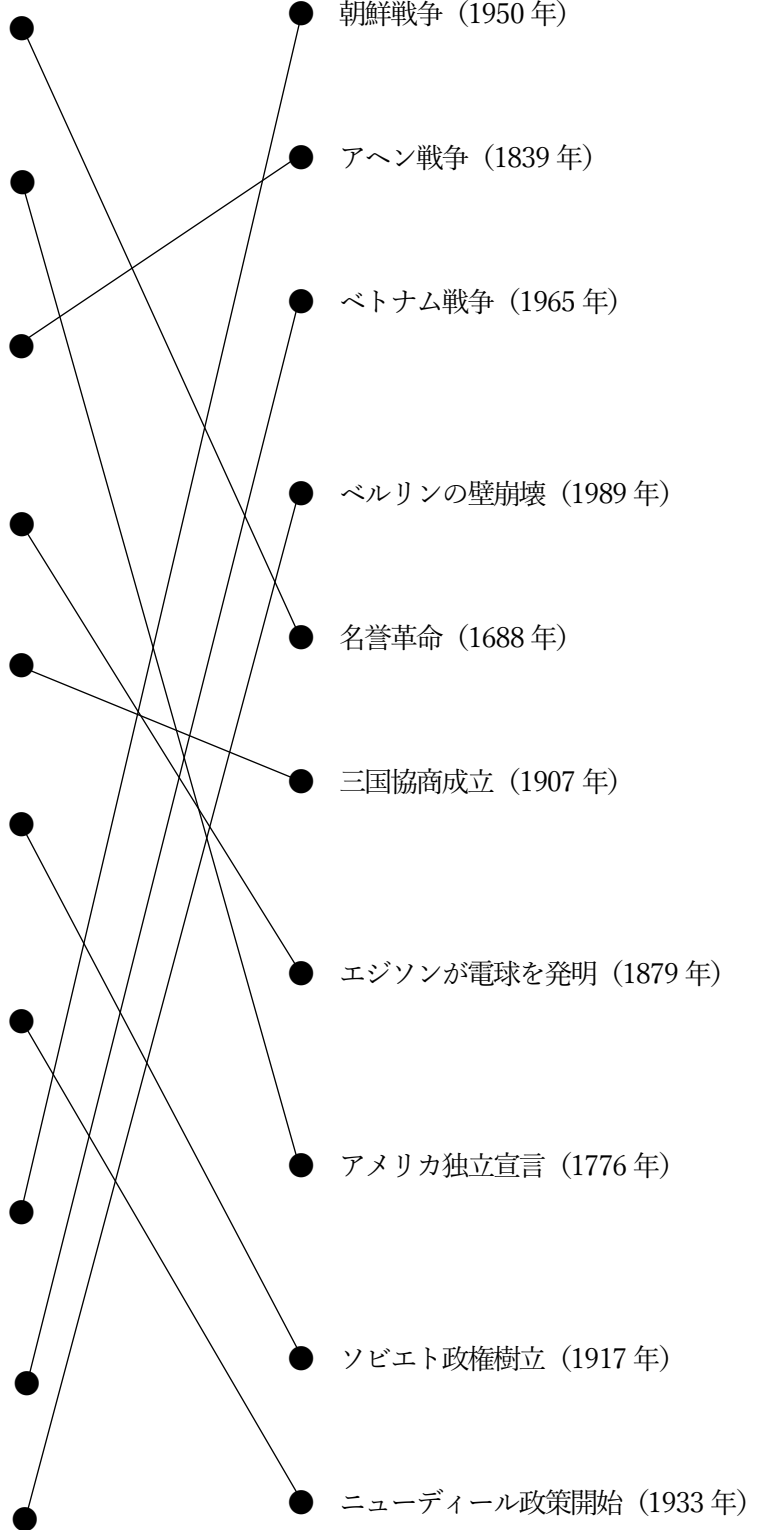 朝鮮戦争（1950 年）
アヘン戦争（1839 年）
ベトナム戦争（1965 年）
ベルリンの壁崩壊（1989 年）
名誉革命（1688 年）
三国協商成立（1907 年）
エジソンが電球を発明（1879 年）
アメリカ独立宣言（1776 年）
ソビエト政権樹立（1917 年）
ニューディール政策開始（1933 年）